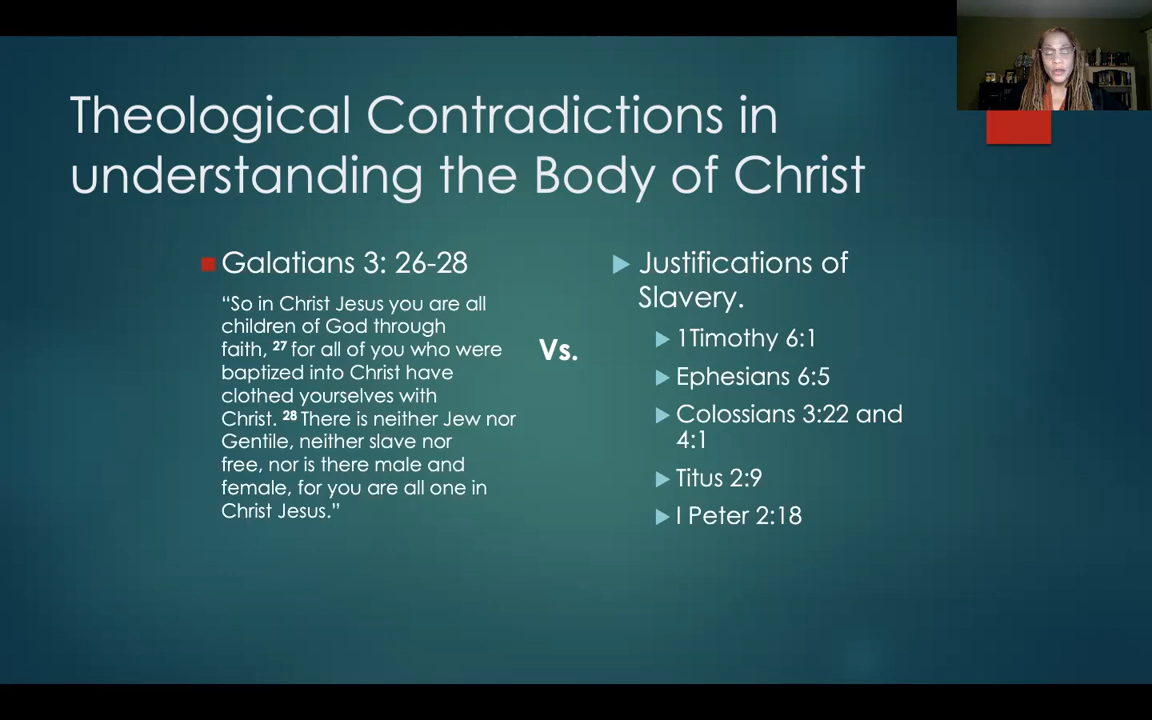 Theological Contradictions in
understanding the Body of Christ
Galatians 3: 26-28
“So in Christ Jesus you are all
children of God through
faith, 27 for all of you who were
baptized into Christ have
clothed yourselves with
Christ. 28 There is neither Jew nor
Gentile, neither slave nor
free, nor is there male and
female, for you are all one in
Christ Jesus.”
Vs.
Justifications of
Slavery.
1Timothy 6:1
Ephesians 6:5
Colossians 3:22 and
4:1
Titus 2:9
I Peter 2:18